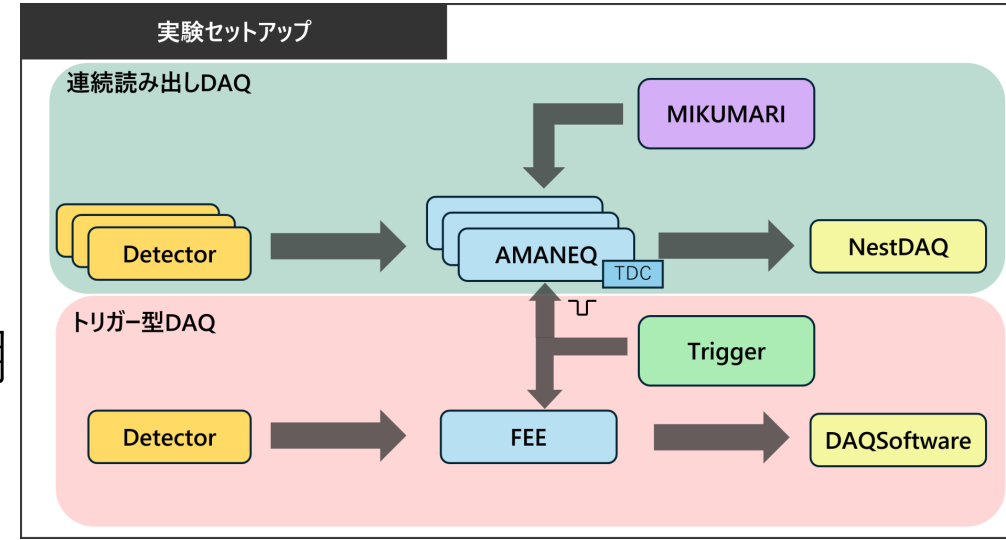 実験セットアップ
連続読み出しDAQ
MIKUMARI
Detector
AMANEQ
TDC
NestDAQ
トリガー型DAQ
Trigger
Detector
FEE
DAQSoftware